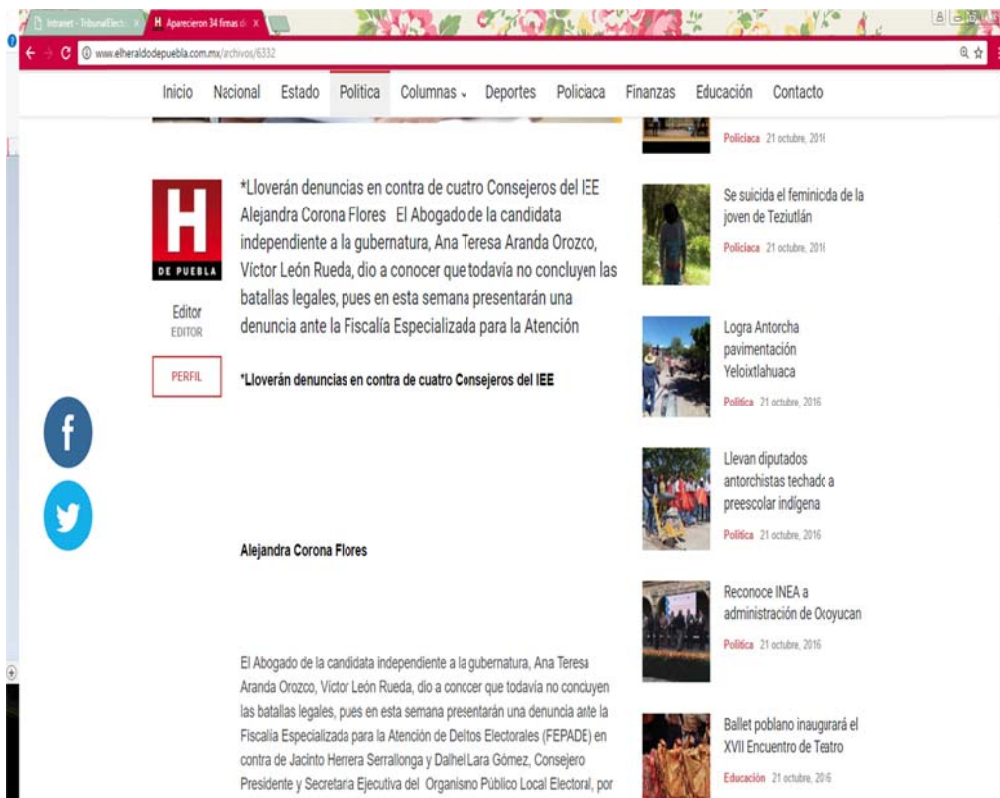 Intranet - TribunalElect
Aparecieron 34 firmas d
www.elheraldodepuebla.com.mx/archivos/6332
Inicio Nacional Estado Política Columnas Deportes Policiaca Finanzas Educación Contacto
H
DE PUEBLA
Editor
EDITOR
PERFIL
*Lloverán denuncias en contra de cuatro Consejeros del IEE
Alejandra Corona Flores El Abogado de la candidata
independiente a la gubernatura, Ana Teresa Aranda Orozco,
Víctor León Rueda, dio a conocer que todavía no concluyen las
batallas legales, pues en esta semana presentarán una
denuncia ante la Fiscalía Especializada para la Atención
*Lloverán denuncias en contra de cuatro Consejeros del IEE
Alejandra Corona Flores
El Abogado de la candidata independiente a la gubernatura, Ana Teresa
Aranda Orozco, Víctor León Rueda, dio a conocer que todavía no concluyen
las batallas legales, pues en esta semana presentarán una denuncia ante la
Fiscalía Especializada para la Atención de Deltos Electorales (FEPADE) en
contra de Jacinto Herrera Serrallonga y Dalhel Lara Gómez, Consejero
Presidente y Secretaria Ejecutiva del Organismo Público Local Electoral, por
Policiaca 21 octubre, 2016
Se suicida el feminicida de la
joven de Teziutlán
Policiaca 21 octubre, 2016
Logra Antorcha
pavimentación
Yeloixtlahuaca
Política 21 octubre, 2016
Llevan diputados
antorchistas techado a
preescolar indígena
Política 21 octubre, 2016
Reconoce INEA a
administración de Ocoyucan
Política 21 octubre, 2016
Ballet poblano inaugurará el
XVII Encuentro de Teatro
Educación 21 octubre, 2016